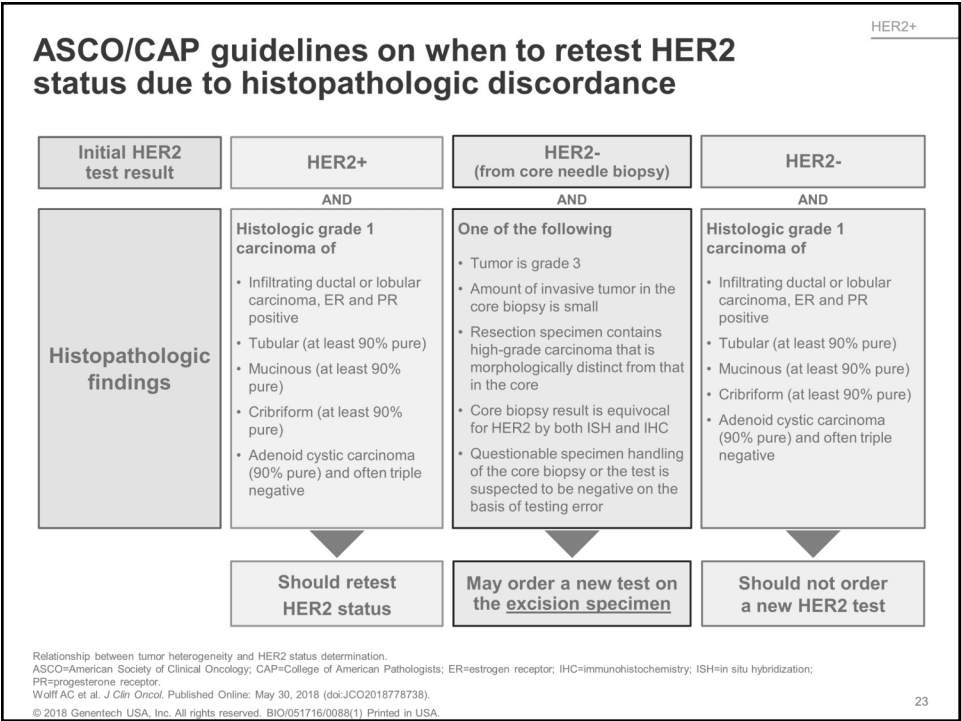 HER2+
ASCO/CAP guidelines on when to retest HER2
status due to histopathologic discordance
Initial HER2
test result
HER2+
HER2-
(from core needle biopsy)
HER2-
AND
AND
AND
Histopathologic
findings
Histologic grade 1
carcinoma of
• Infiltrating ductal or lobular
carcinoma, ER and PR
positive
• Tubular (at least 90% pure)
• Mucinous (at least 90%
pure)
• Cribriform (at least 90%
pure)
• Adenoid cystic carcinoma
(90% pure) and often triple
negative
One of the following
• Tumor is grade 3
• Amount of invasive tumor in the
core biopsy is small
• Resection specimen contains
high-grade carcinoma that is
morphologically distinct from that
in the core
• Core biopsy result is equivocal
for HER2 by both ISH and IHC
• Questionable specimen handling
of the core biopsy or the test is
suspected to be negative on the
basis of testing error
Histologic grade 1
carcinoma of
• Infiltrating ductal or lobular
carcinoma, ER and PR
positive
• Tubular (at least 90% pure)
• Mucinous (at least 90% pure)
• Cribriform (at least 90% pure)
• Adenoid cystic carcinoma
(90% pure) and often triple
negative
Should retest
HER2 status
May order a new test on
the excision specimen
Should not order
a new HER2 test
Relationship between tumor heterogeneity and HER2 status determination.
ASCO=American Society of Clinical Oncology; CAP=College of American Pathologists; ER=estrogen receptor; IHC=immunohistochemistry; ISH=in situ hybridization;
PR=progesterone receptor.
Wolff AC et al. J Clin Oncol. Published Online: May 30, 2018 (doi:JCO2018778738).
© 2018 Genentech USA, Inc. All rights reserved. BIO/051716/0088(1) Printed in USA.
23